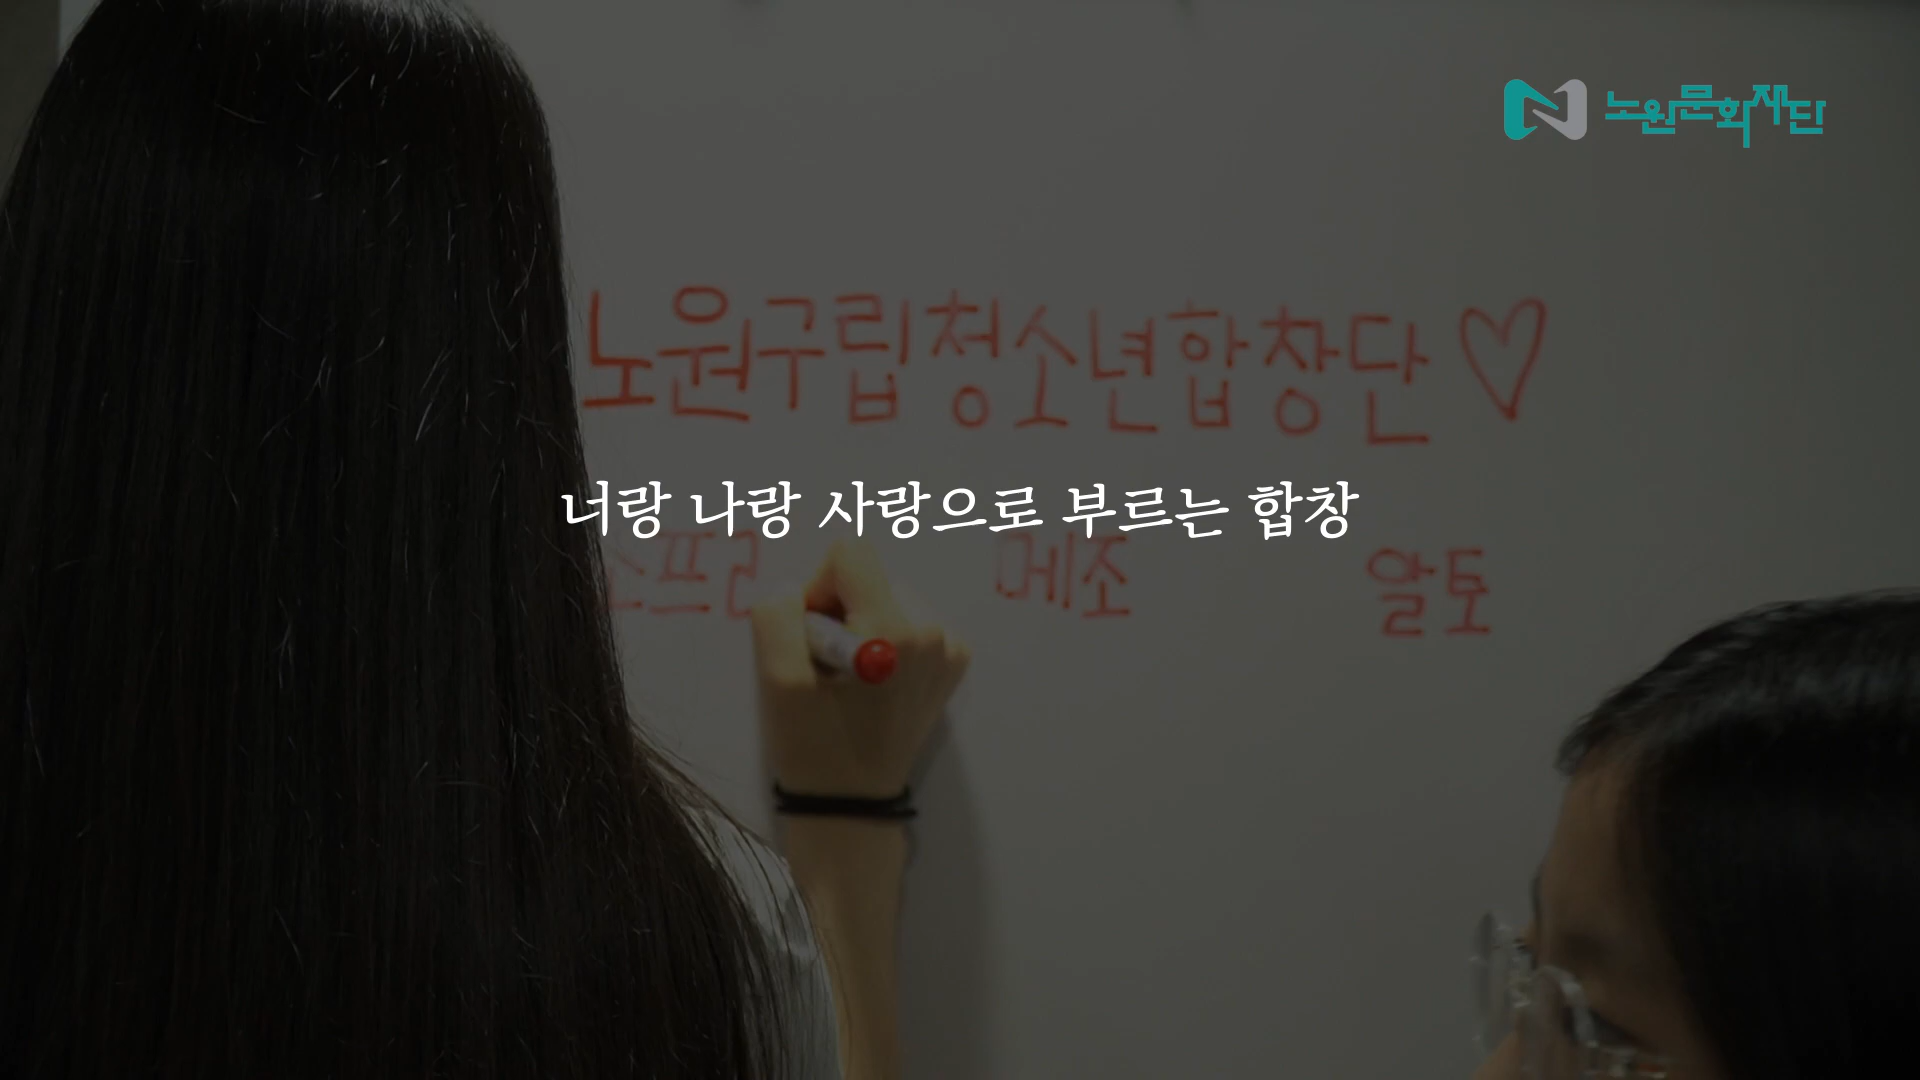 노원문화재단
노원구립청소년합창단♡
너랑 나랑 사랑으로 부르는 합창
메조 알토